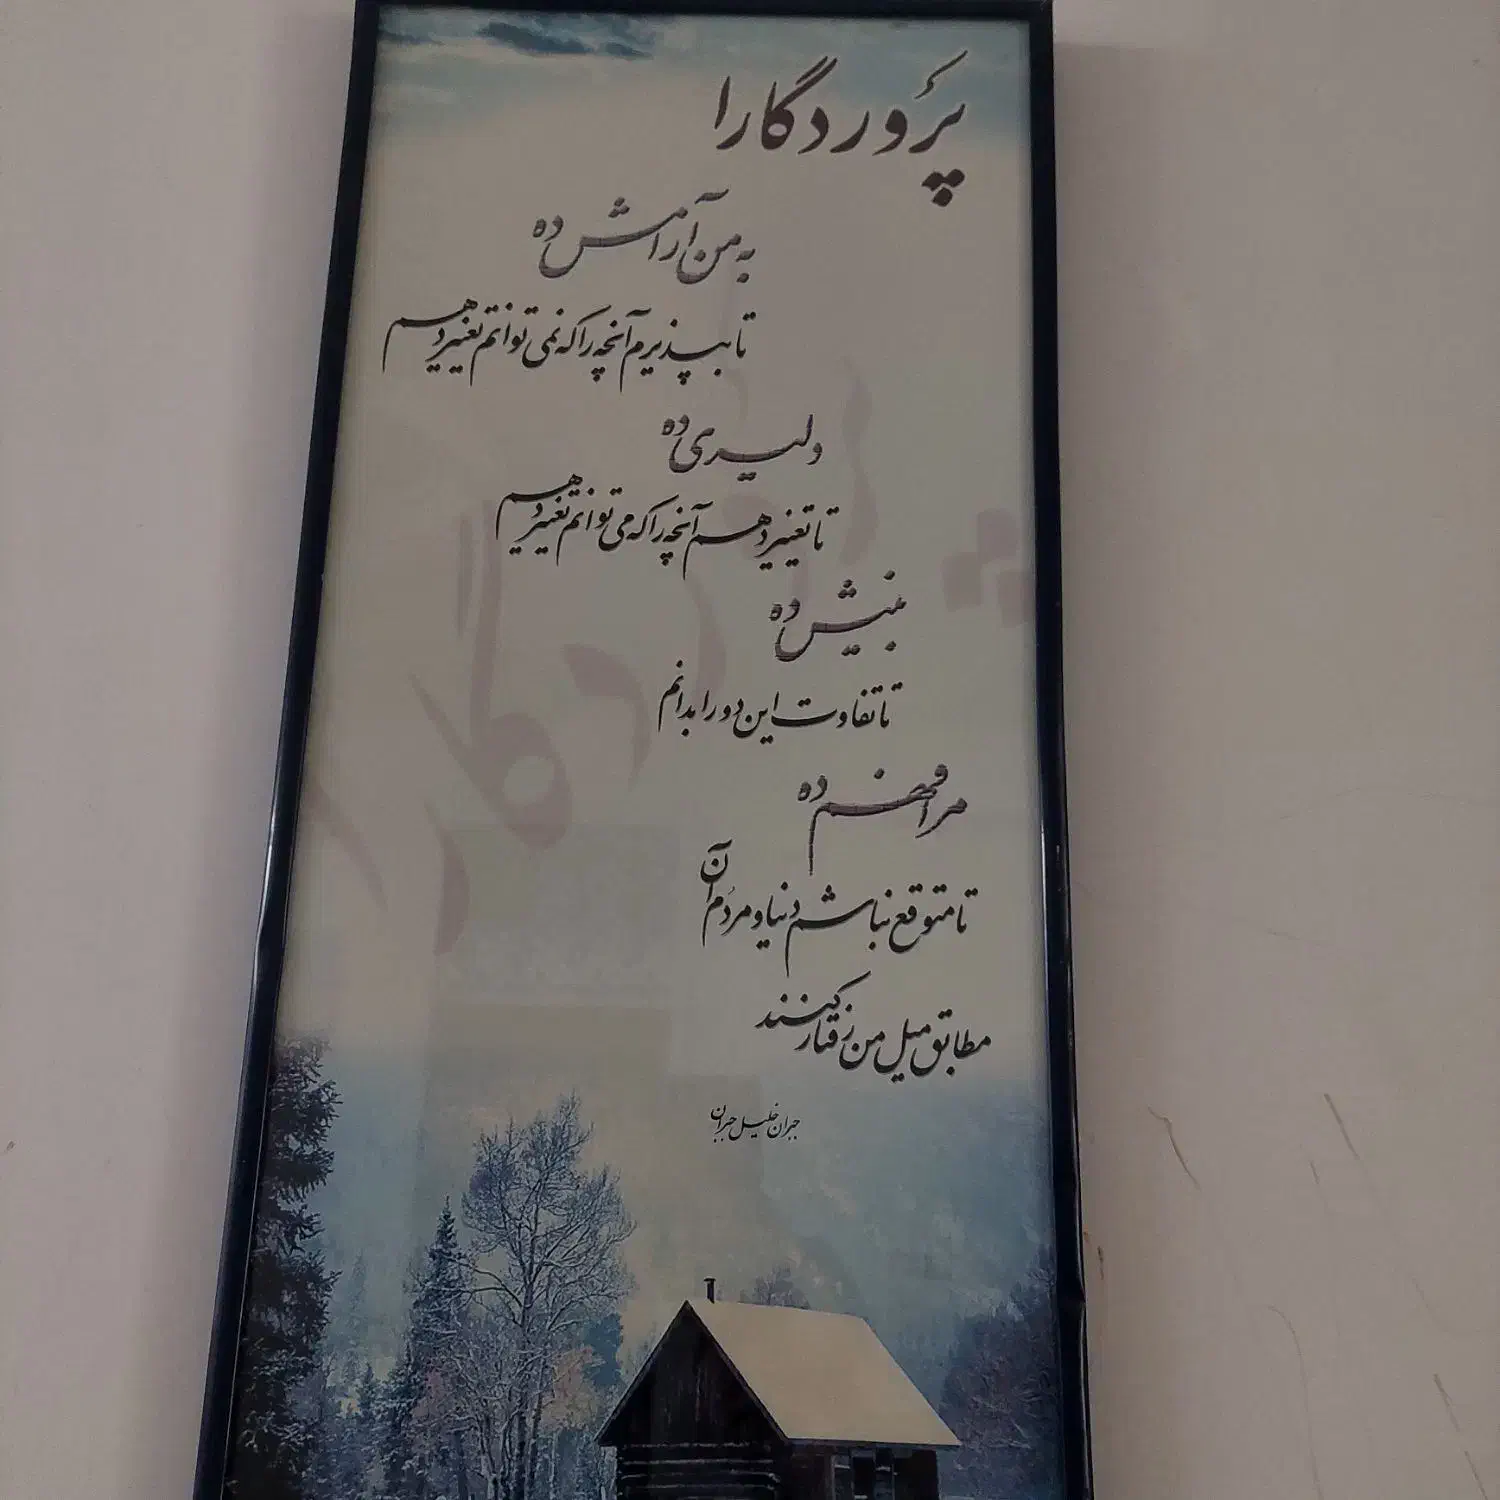 پروردگارا
به من آرامش ده
تا بپذیرم آنچه را که نمی توانم تغییر دهم
دلیری ده
تا تغییر دهم آنچه را که می توانم تغییر دهم
بینش ده
تا تفاوت این دو را بدانم
مرا فهم ده
تا متوقع نباشم دنیا و مردم آن
مطابق میل من رفتار کنند
جبران خلیل جبران